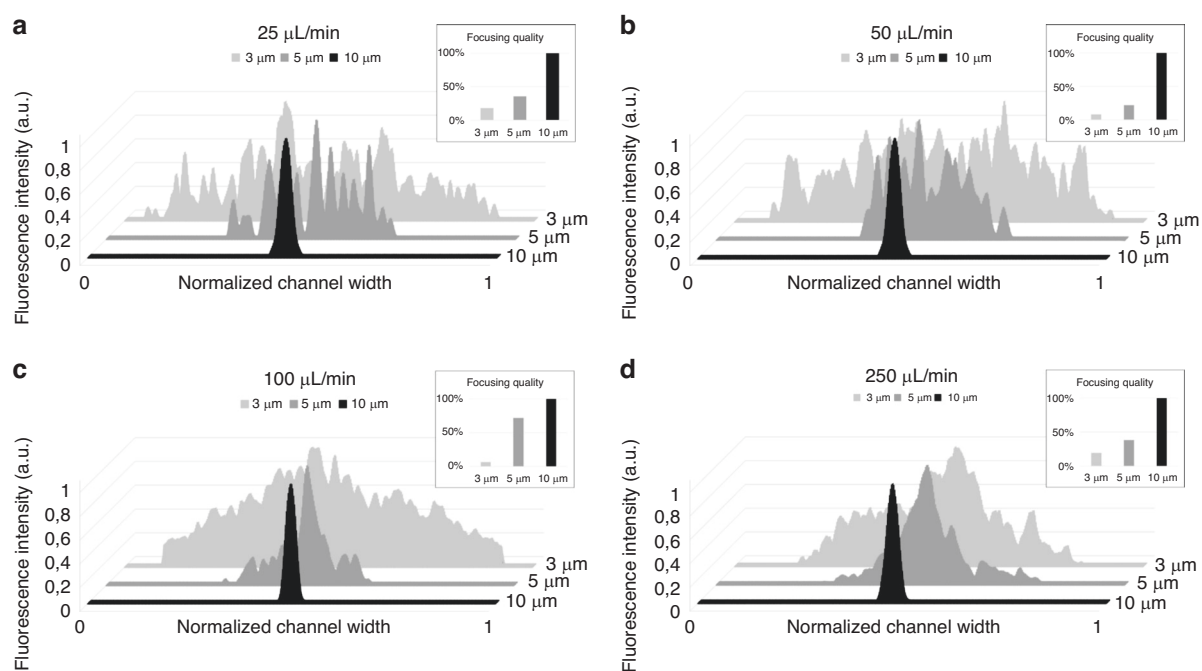 a
25 μL/min
3 μm 5 μm 10 μm
Focusing quality
100%
50%
0%
3 μm 5 μm 10 μm
Fluorescence intensity (a.u.)
1
0,8
0,6
0,4
0,2
0
3 μm
5 μm
10 μm
0
Normalized channel width
1
b
50 μL/min
3 μm 5 μm 10 μm
Focusing quality
100%
50%
0%
3 μm 5 μm 10 μm
Fluorescence intensity (a.u.)
1
0,8
0,6
0,4
0,2
0
3 μm
5 μm
10 μm
0
Normalized channel width
1
c
100 μL/min
3 μm 5 μm 10 μm
Focusing quality
100%
50%
0%
3 μm 5 μm 10 μm
Fluorescence intensity (a.u.)
1
0,8
0,6
0,4
0,2
0
3 μm
5 μm
10 μm
0
Normalized channel width
1
d
250 μL/min
3 μm 5 μm 10 μm
Focusing quality
100%
50%
0%
3 μm 5 μm 10 μm
Fluorescence intensity (a.u.)
1
0,8
0,6
0,4
0,2
0
3 μm
5 μm
10 μm
0
Normalized channel width
1